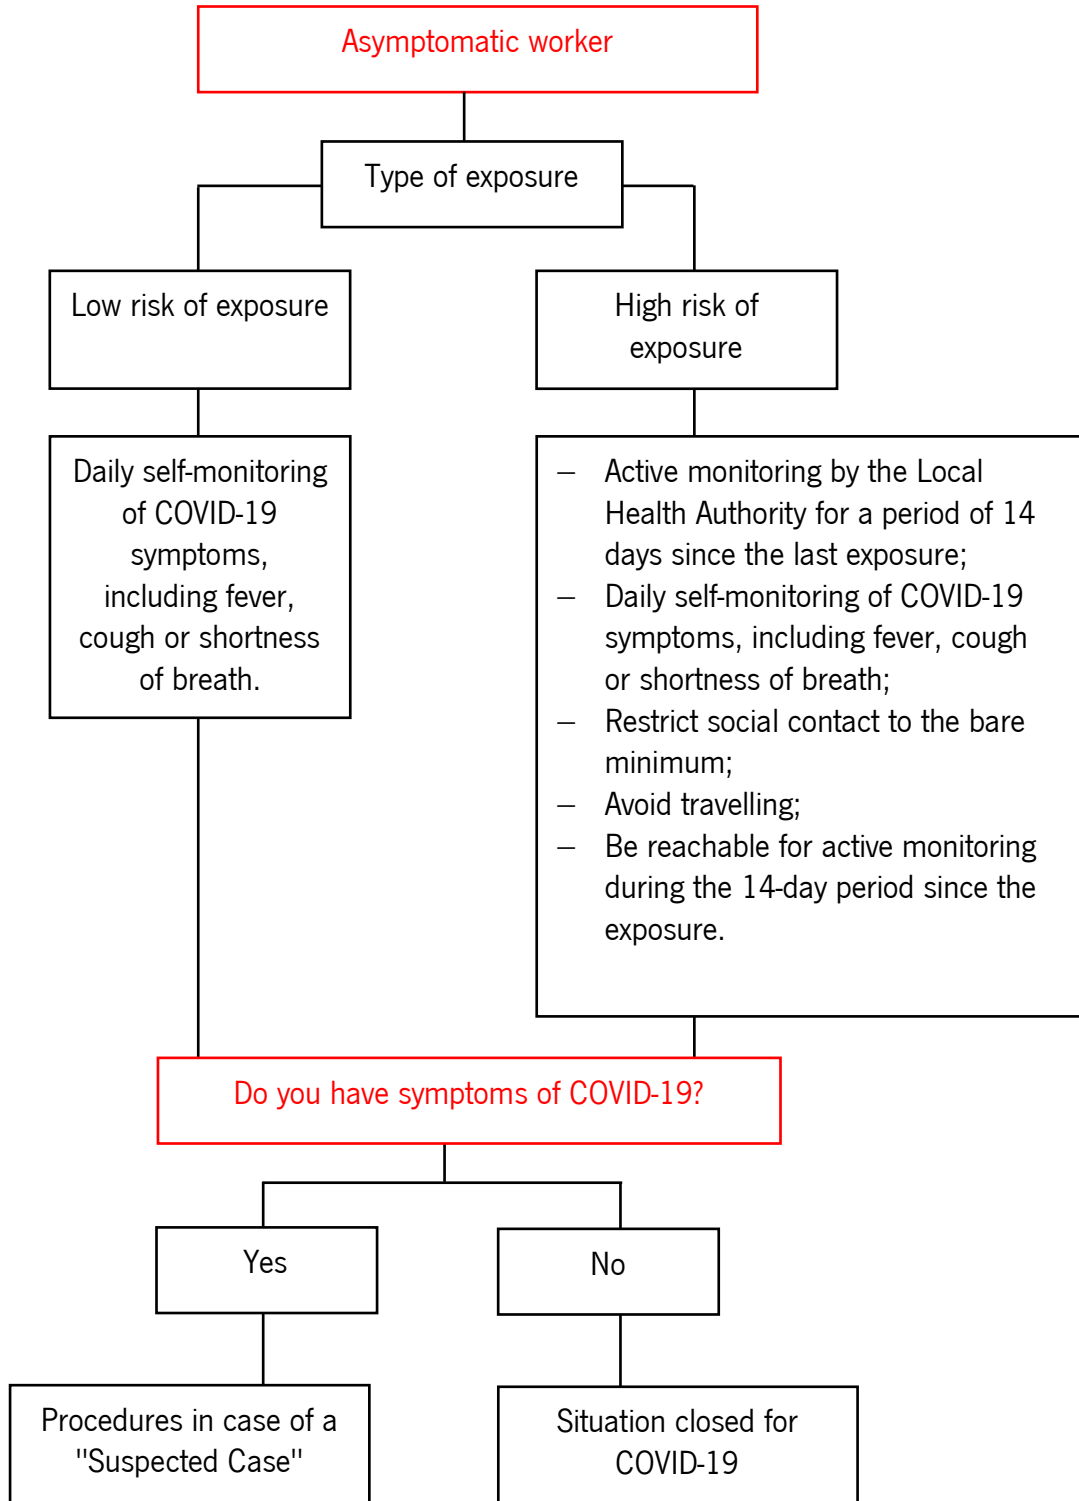 Asymptomatic worker
Type of exposure
Low risk of exposure
High risk of
exposure
Daily self-monitoring
of COVID-19
symptoms,
including fever,
cough or shortness
of breath.
– Active monitoring by the Local
Health Authority for a period of 14
days since the last exposure;
– Daily self-monitoring of COVID-19
symptoms, including fever, cough
or shortness of breath;
– Restrict social contact to the bare
minimum;
– Avoid travelling;
– Be reachable for active monitoring
during the 14-day period since the
exposure.
Do you have symptoms of COVID-19?
Yes
No
Procedures in case of a
"Suspected Case"
Situation closed for
COVID-19